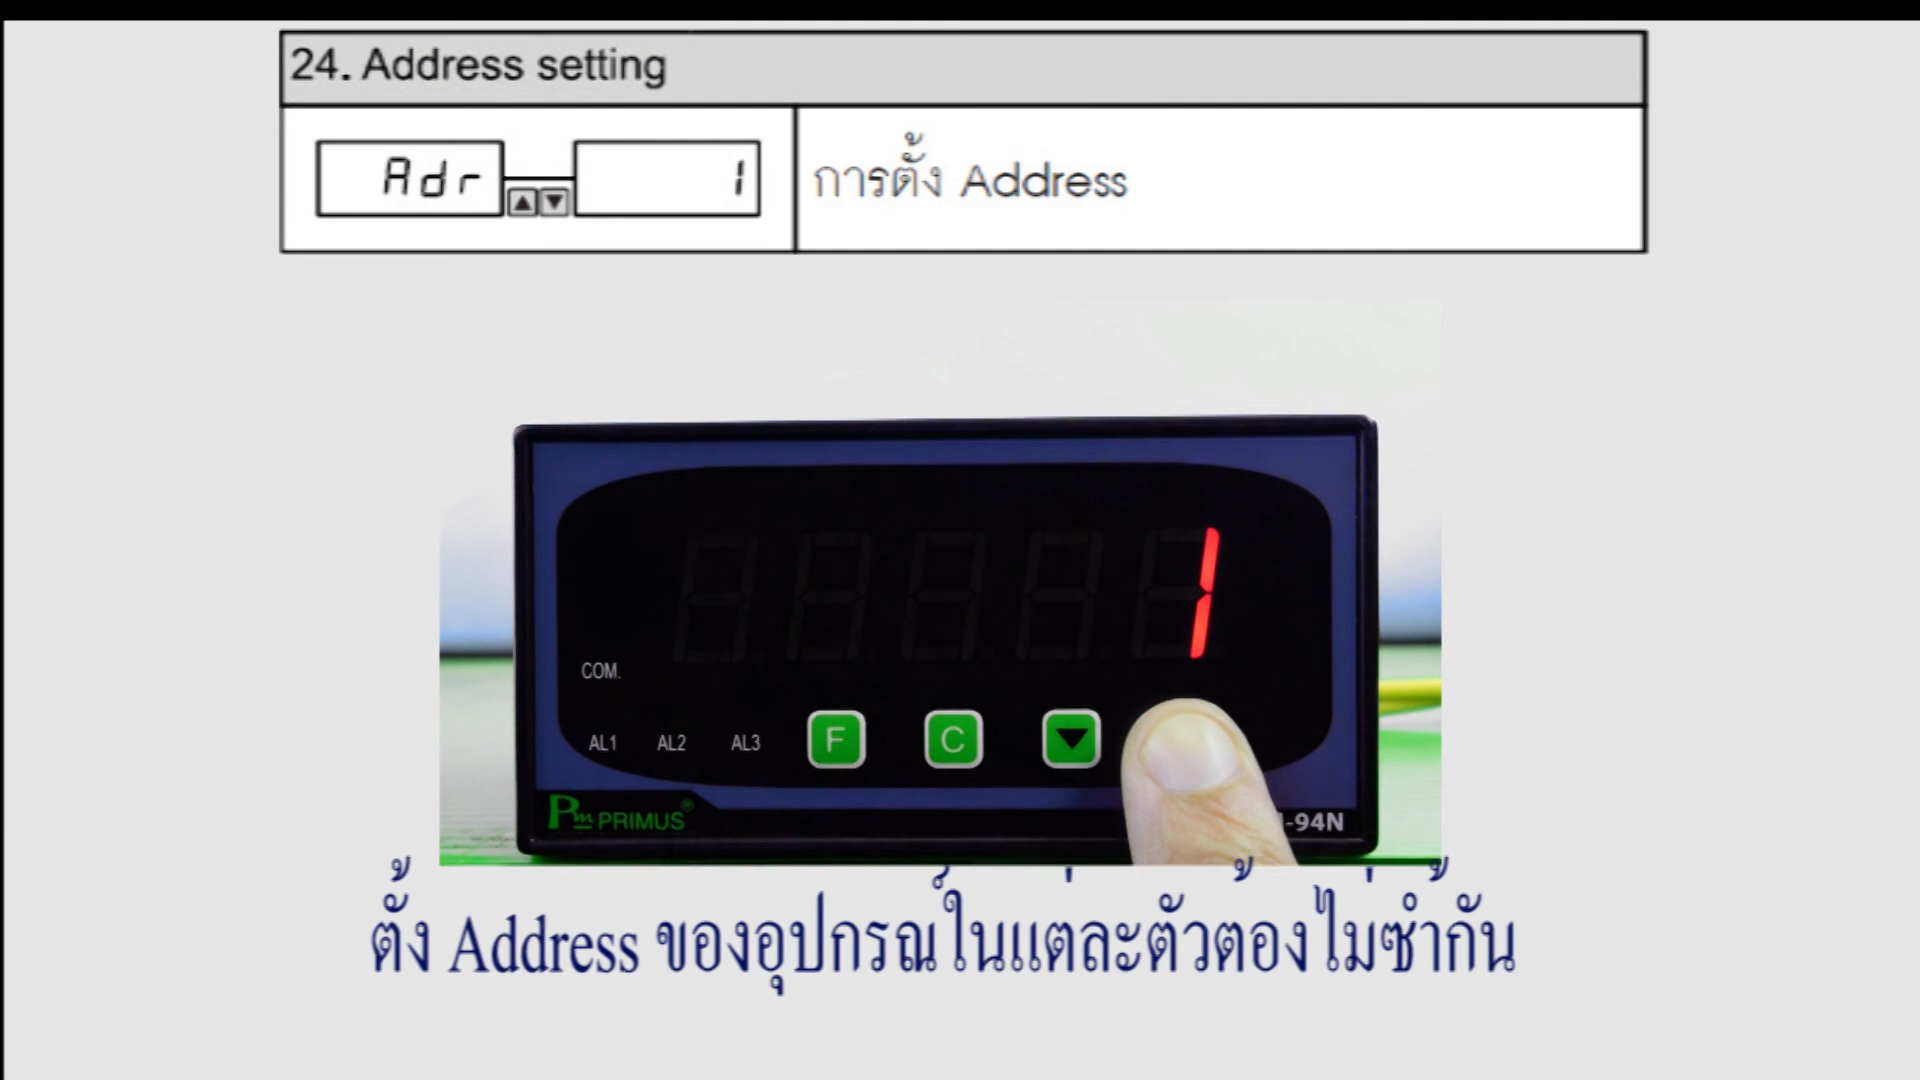 24. Address setting
Adr 1
การตั้ง Address
1
COM.
AL1 AL2 AL3 F C
Pm PRIMUS®
-94N
ตั้ง Address ของอุปกรณ์ในแต่ละตัวต้องไม่ซ้ำกัน